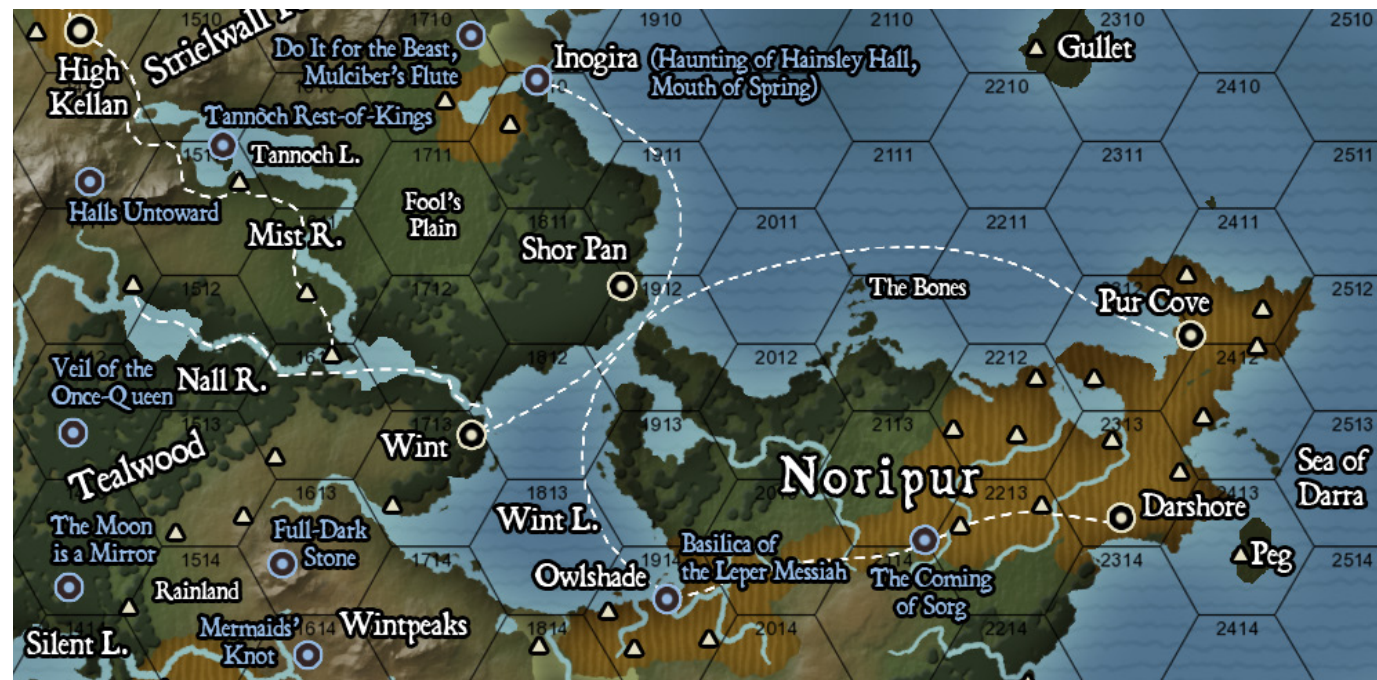 1510
1710
1910
2110
2310
2510
Strielwall
Do It for the Beast,
Mulciber's Flute
Inogira
(Haunting of Hainsley Hall,
Mouth of Spring)
Gullet
High
Kellan
2210
2410
Tannòch Rest-of-Kings
Tannoch L.
1711
1911
2111
2311
2511
Halls Untoward
Fool's
Plain
Mist R.
1811
2011
2211
2411
Shor Pan
1512
1712
1912
The Bones
Pur Cove
2512
1812
2012
2212
2412
Veil of the
Once-Queen
Nall R.
1513
1713
1913
2113
2313
2513
Tealwood
Wint
Noripur
Sea of
Darra
1613
1813
2213
2413
The Moon
is a Mirror
Full-Dark
Stone
Wint L.
Darshore
1514
1714
1914
2314
2514
Basilica of
the Leper Messiah
Peg
Rainland
Owlshade
The Coming
of Sorg
Mermaids'
Knot
Wintpeaks
1414
1614
1814
2014
2214
2414
Silent L.